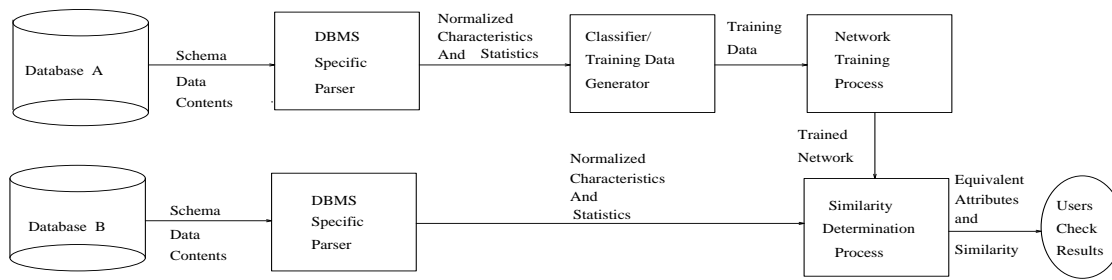 Database A
Schema
Data
Contents
DBMS
Specific
Parser
Normalized
Characteristics
And Statistics
Classifier/
Training Data
Generator
Training
Data
Network
Training
Process
Trained
Network
Database B
Schema
Data
Contents
DBMS
Specific
Parser
Normalized
Characteristics
And
Statistics
Similarity
Determination
Process
Equivalent
Attributes
and
Similarity
Users
Check
Results